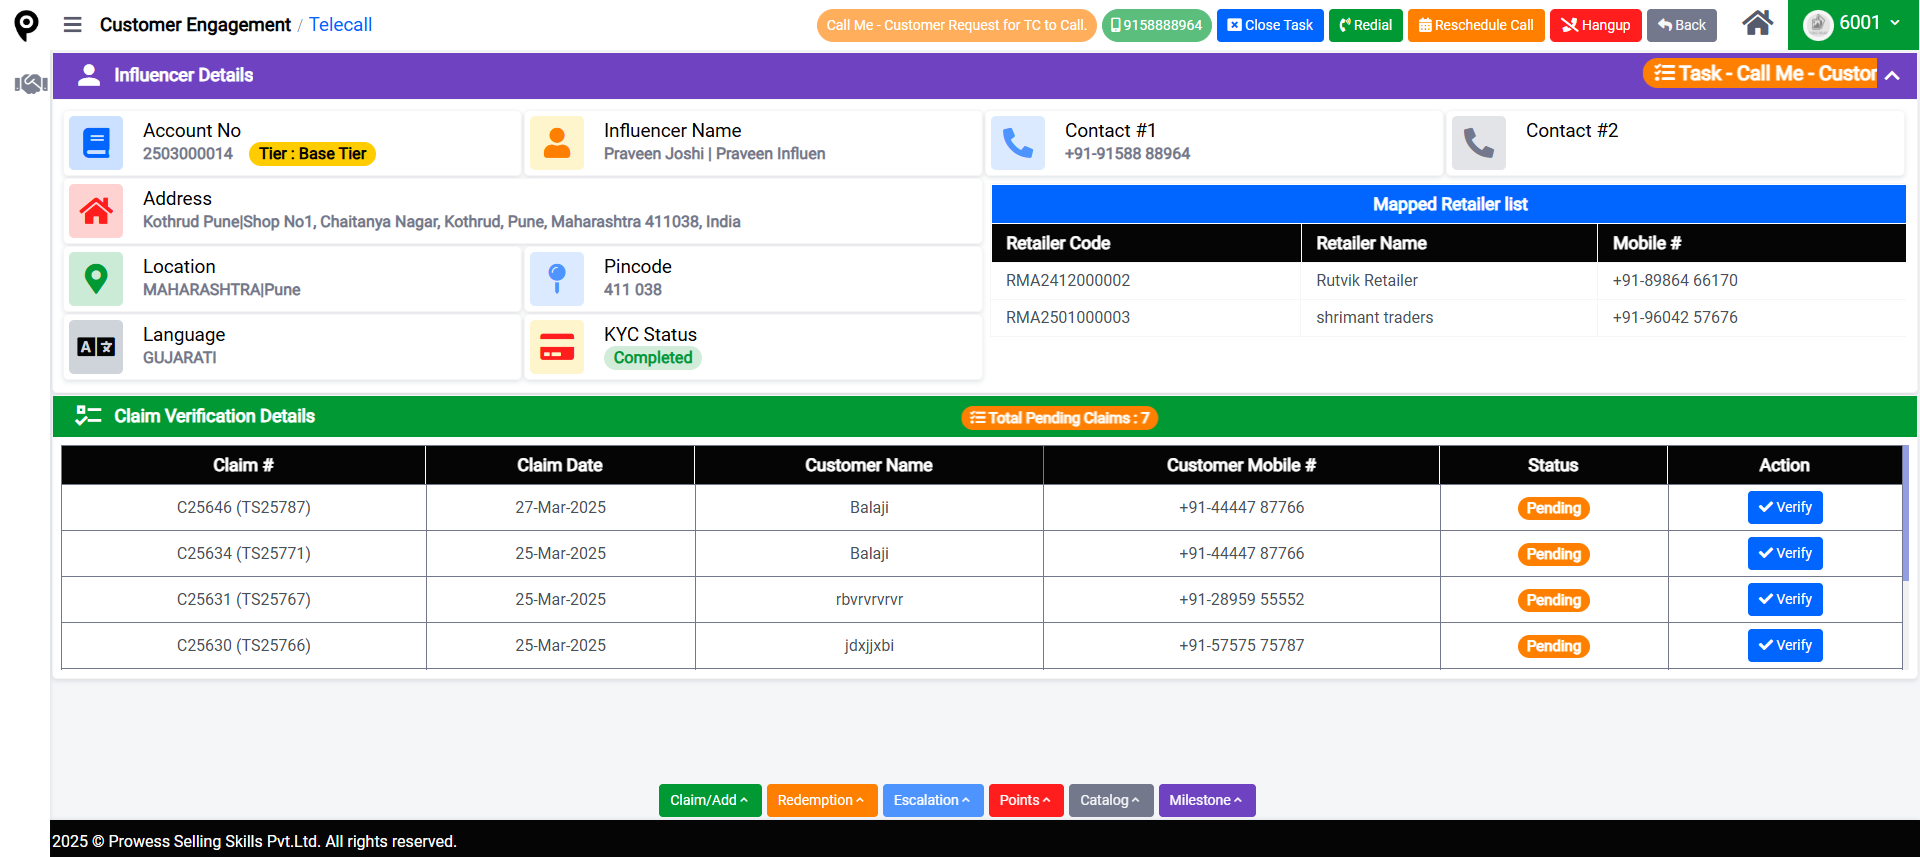 Customer Engagement / Telecall
Call Me - Customer Request for TC to Call.
9158888964
Close Task
Redial
Reschedule Call
Hangup
Back
6001
Influencer Details
Task - Call Me - Custor
Account No
2503000014 Tier : Base Tier
Influencer Name
Praveen Joshi | Praveen Influen
Contact #1
+91-91588 88964
Contact #2
Address
Kothrud Pune|Shop No1, Chaitanya Nagar, Kothrud, Pune, Maharashtra 411038, India
Location
MAHARASHTRA|Pune
Pincode
411 038
Language
GUJARATI
KYC Status
Completed
Mapped Retailer list
Retailer Code Retailer Name Mobile #
RMA2412000002 Rutvik Retailer +91-89864 66170
RMA2501000003 shrimant traders +91-96042 57676
Claim Verification Details
Total Pending Claims : 7
Claim # Claim Date Customer Name Customer Mobile # Status Action
C25646 (TS25787) 27-Mar-2025 Balaji +91-44447 87766 Pending Verify
C25634 (TS25771) 25-Mar-2025 Balaji +91-44447 87766 Pending Verify
C25631 (TS25767) 25-Mar-2025 rbvrvrvrvr +91-28959 55552 Pending Verify
C25630 (TS25766) 25-Mar-2025 jdxjjxbi +91-57575 75787 Pending Verify
Claim/Add
Redemption
Escalation
Points
Catalog
Milestone
2025 © Prowess Selling Skills Pvt.Ltd. All rights reserved.